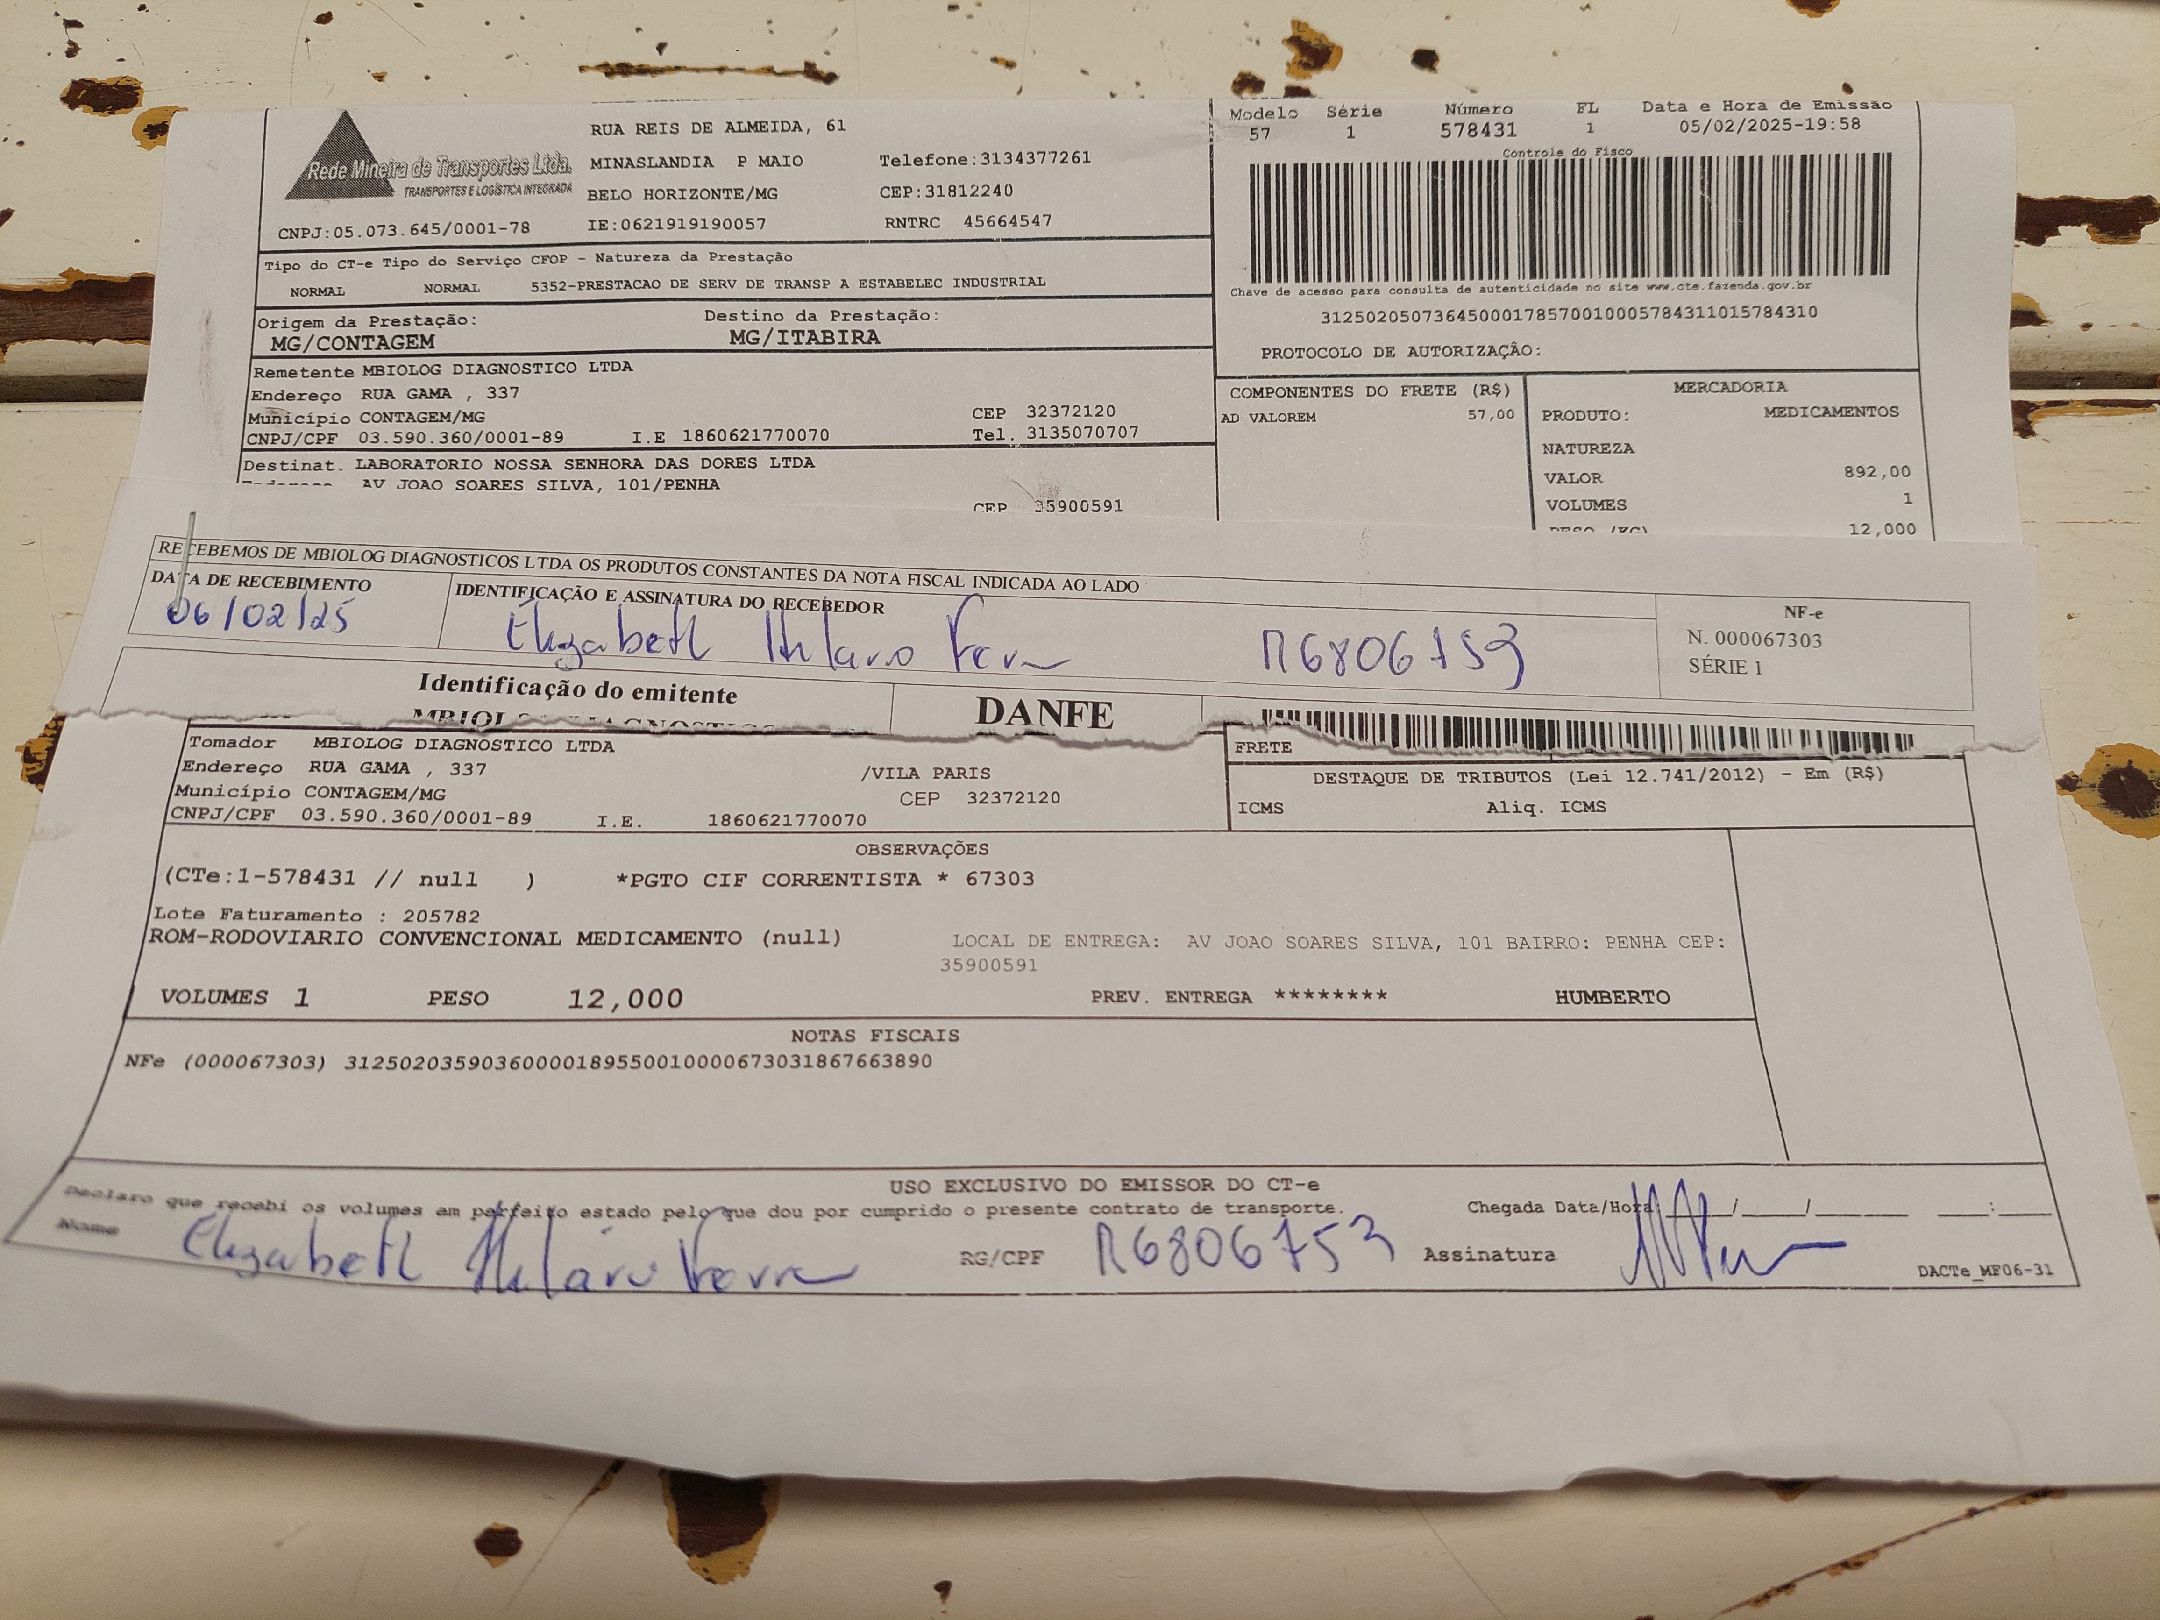 Rede Mineira de Transportes Ltda.
TRANSPORTES E LOGÍSTICA INTEGRADA
CNPJ:05.073.645/0001-78
RUA REIS DE ALMEIDA, 61
MINASLANDIA P MAIO Telefone:3134377261
BELO HORIZONTE/MG CEP:31812240
IE:0621919190057 RNTRC 45664547
Modelo Série Número FL Data e Hora de Emissão
57 1 578431 1 05/02/2025-19:58
Controle do Fisco
Chave de acesso para consulta de autenticidade no site www.cte.fazenda.gov.br
31250205073645000178570010005784311015784310
PROTOCOLO DE AUTORIZAÇÃO:
Tipo do CT-e Tipo do Serviço CFOP - Natureza da Prestação
NORMAL NORMAL 5352-PRESTACAO DE SERV DE TRANSP A ESTABELEC INDUSTRIAL
Origem da Prestação: Destino da Prestação:
MG/CONTAGEM MG/ITABIRA
Remetente MBIOLOG DIAGNOSTICO LTDA
Endereço RUA GAMA , 337
Município CONTAGEM/MG CEP 32372120
CNPJ/CPF 03.590.360/0001-89 I.E 1860621770070 Tel. 3135070707
Destinat. LABORATORIO NOSSA SENHORA DAS DORES LTDA
AV JOAO SOARES SILVA, 101/PENHA
CEP 35900591
COMPONENTES DO FRETE (R$)
AD VALOREM 57,00
MERCADORIA
PRODUTO: MEDICAMENTOS
NATUREZA
VALOR 892,00
VOLUMES 1
PESO (KG) 12,000
RECEBEMOS DE MBIOLOG DIAGNOSTICOS LTDA OS PRODUTOS CONSTANTES DA NOTA FISCAL INDICADA AO LADO
DATA DE RECEBIMENTO IDENTIFICAÇÃO E ASSINATURA DO RECEBEDOR
06/02/25 Elizabeth Hilario M6806753
NF-e
N. 000067303
SÉRIE 1
Identificação do emitente
DANFE
Tomador MBIOLOG DIAGNOSTICO LTDA
Endereço RUA GAMA , 337 /VILA PARIS
Município CONTAGEM/MG CEP 32372120
CNPJ/CPF 03.590.360/0001-89 I.E. 1860621770070
FRETE
DESTAQUE DE TRIBUTOS (Lei 12.741/2012) - Em (R$)
ICMS Aliq. ICMS
OBSERVAÇÕES
(CTe:1-578431 // null ) *PGTO CIF CORRENTISTA * 67303
Lote Faturamento : 205782
ROM-RODOVIARIO CONVENCIONAL MEDICAMENTO (null) LOCAL DE ENTREGA: AV JOAO SOARES SILVA, 101 BAIRRO: PENHA CEP:
35900591
VOLUMES 1 PESO 12,000 PREV. ENTREGA ******** HUMBERTO
NOTAS FISCAIS
NFe (000067303) 31250203590360000189550010000673031867663890
USO EXCLUSIVO DO EMISSOR DO CT-e
Declaro que recebi os volumes em perfeito estado pelo que dou por cumprido o presente contrato de transporte. Chegada Data/Hora: / / :
Nome Elizabeth Hilário RG/CPF M6806753 Assinatura
DACTe_MF06-31